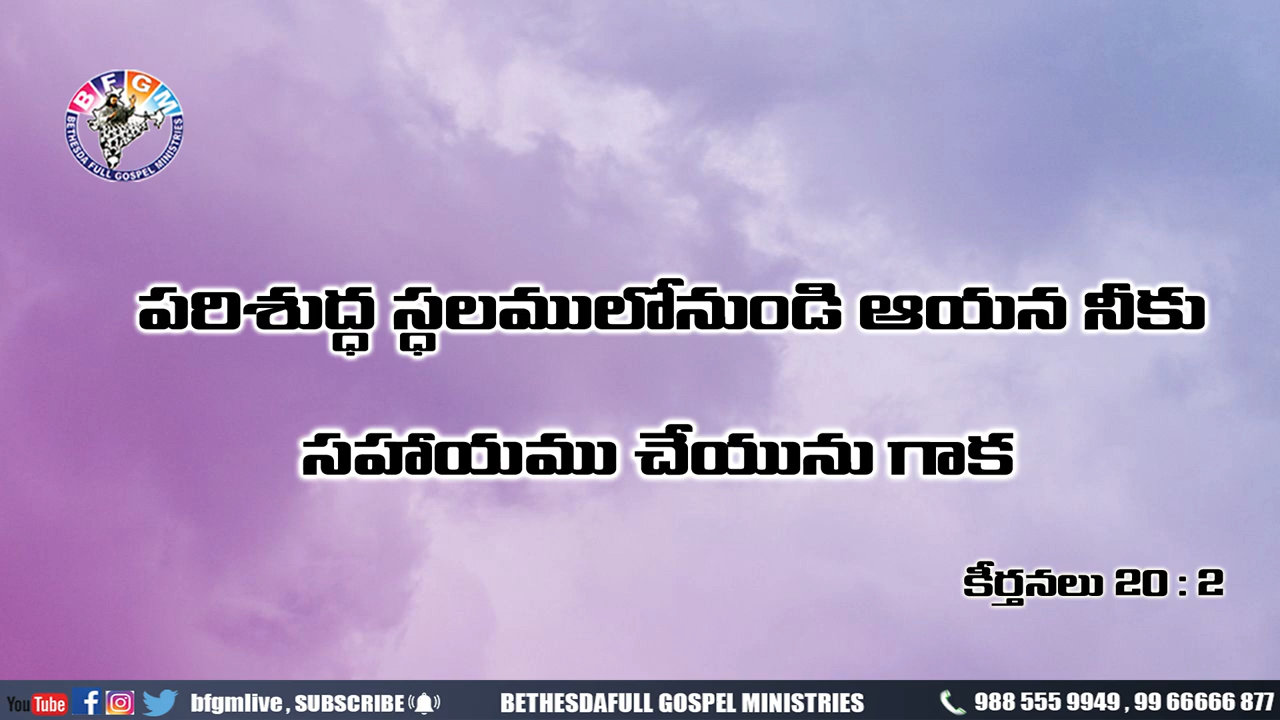 BFGM
BETHESDA FULL GOSPEL MINISTRIES
పరిశుద్ధ స్థలములోనుండి ఆయన నీకు
సహాయము చేయును గాక
కీర్తనలు 20 : 2
YouTube bfgmlive , SUBSCRIBE BETHESDAFULL GOSPEL MINISTRIES 988 555 9949 , 99 66666 877